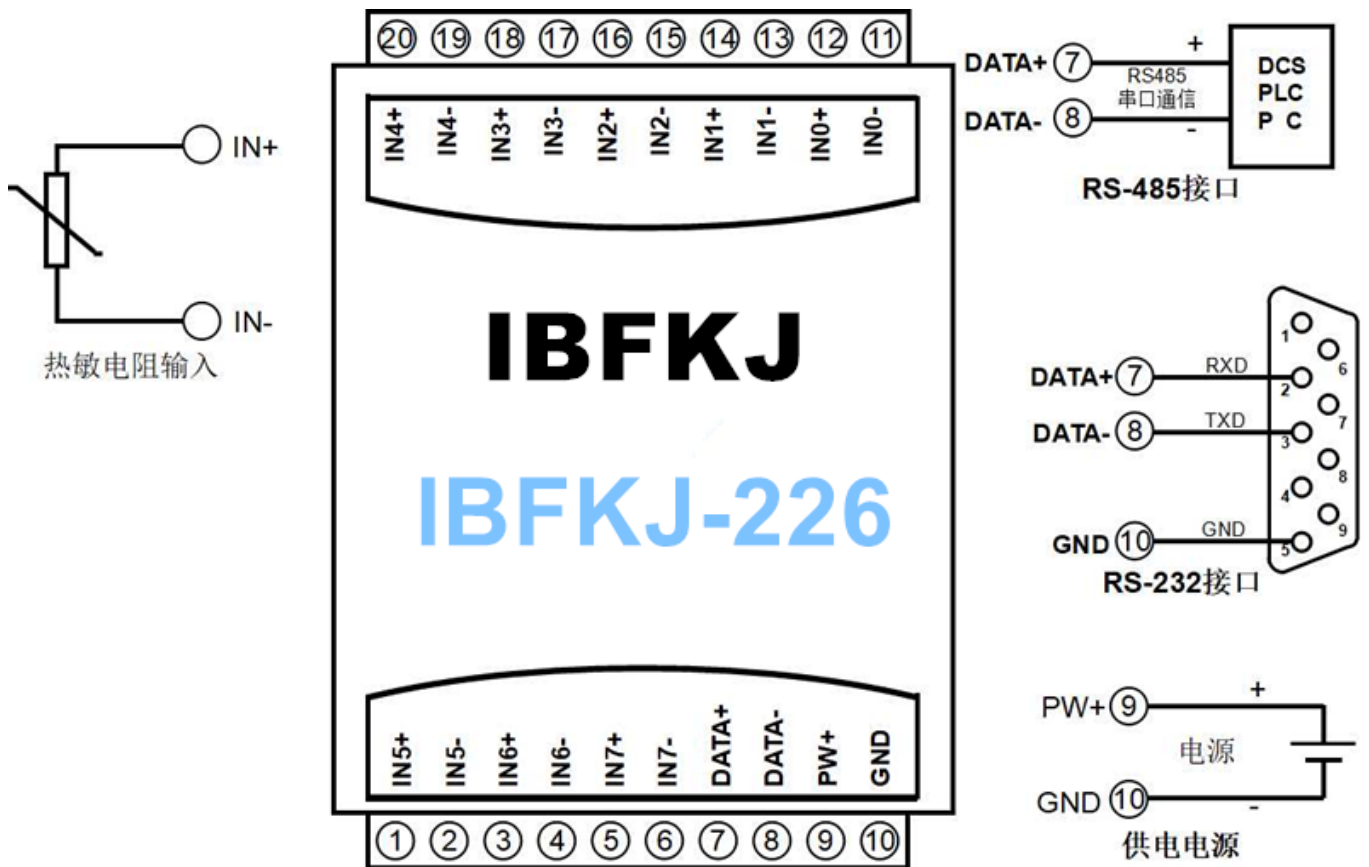 20 19 18 17 16 15 14 13 12 11
IN4+ IN4- IN3+ IN3- IN2+ IN2- IN1+ IN1- IN0+ IN0-
IN+
IN-
热敏电阻输入
IBFKJ
IBFKJ-226
IN5+ IN5- IN6+ IN6- IN7+ IN7- DATA+ DATA- PW+ GND
1 2 3 4 5 6 7 8 9 10
DATA+ 7 + DCS
RS485 PLC
串口通信 P C
DATA- 8 -
RS-485接口
1
6
DATA+ 7 RXD 2
7
DATA- 8 TXD 3
8
4
9
GND 10 GND 5
RS-232接口
PW+ 9 +
电源
GND 10 -
供电电源